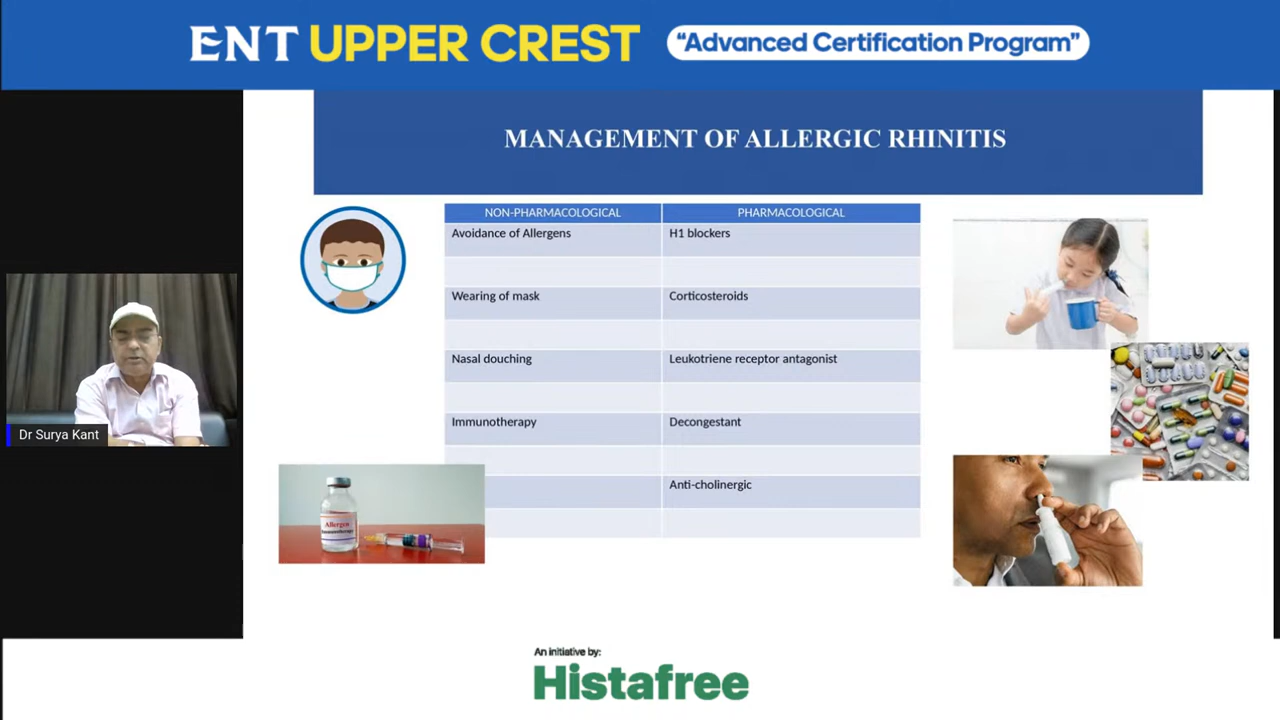 ENT UPPER CREST "Advanced Certification Program"
MANAGEMENT OF ALLERGIC RHINITIS
NON-PHARMACOLOGICAL PHARMACOLOGICAL
Avoidance of Allergens H1 blockers
Wearing of mask Corticosteroids
Nasal douching Leukotriene receptor antagonist
Immunotherapy Decongestant
Anti-cholinergic
Dr Surya Kant
Allergen
Immunotherapy
An initiative by:
Histafree